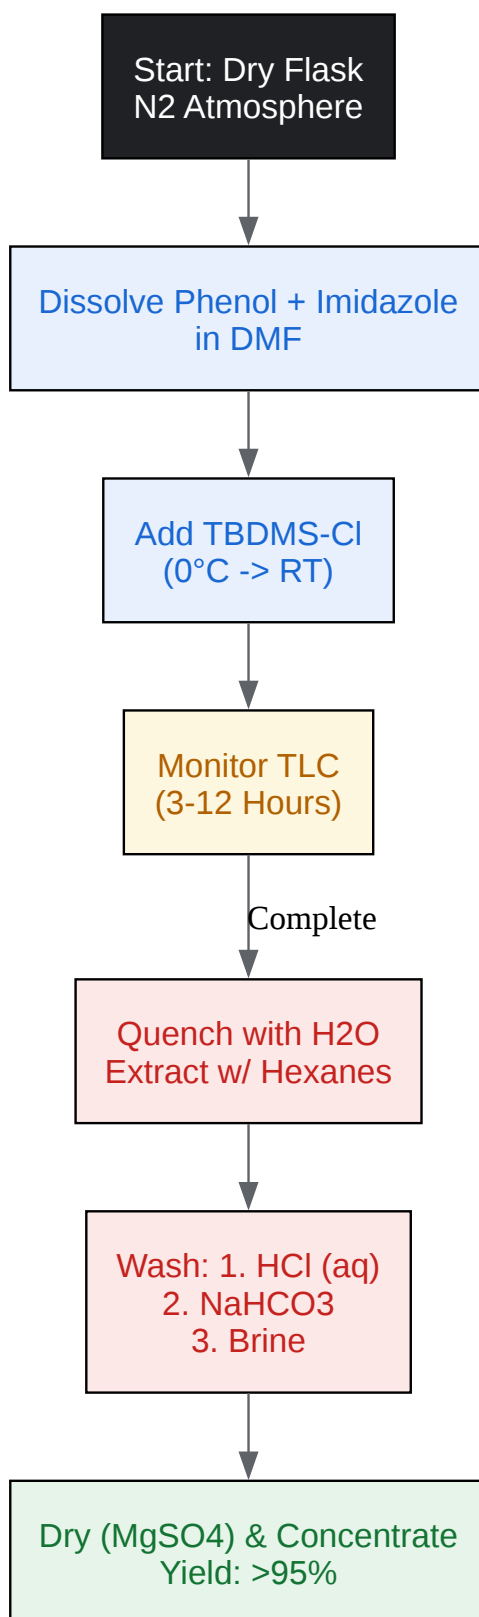 Start: Dry Flask
N2 Atmosphere
Dissolve Phenol + Imidazole
in DMF
Add TBDMS-Cl
(0°C -> RT)
Monitor TLC
(3-12 Hours)
Complete
Quench with H2O
Extract w/ Hexanes
Wash: 1. HCl (aq)
2. NaHCO3
3. Brine
Dry (MgSO4) & Concentrate
Yield: >95%